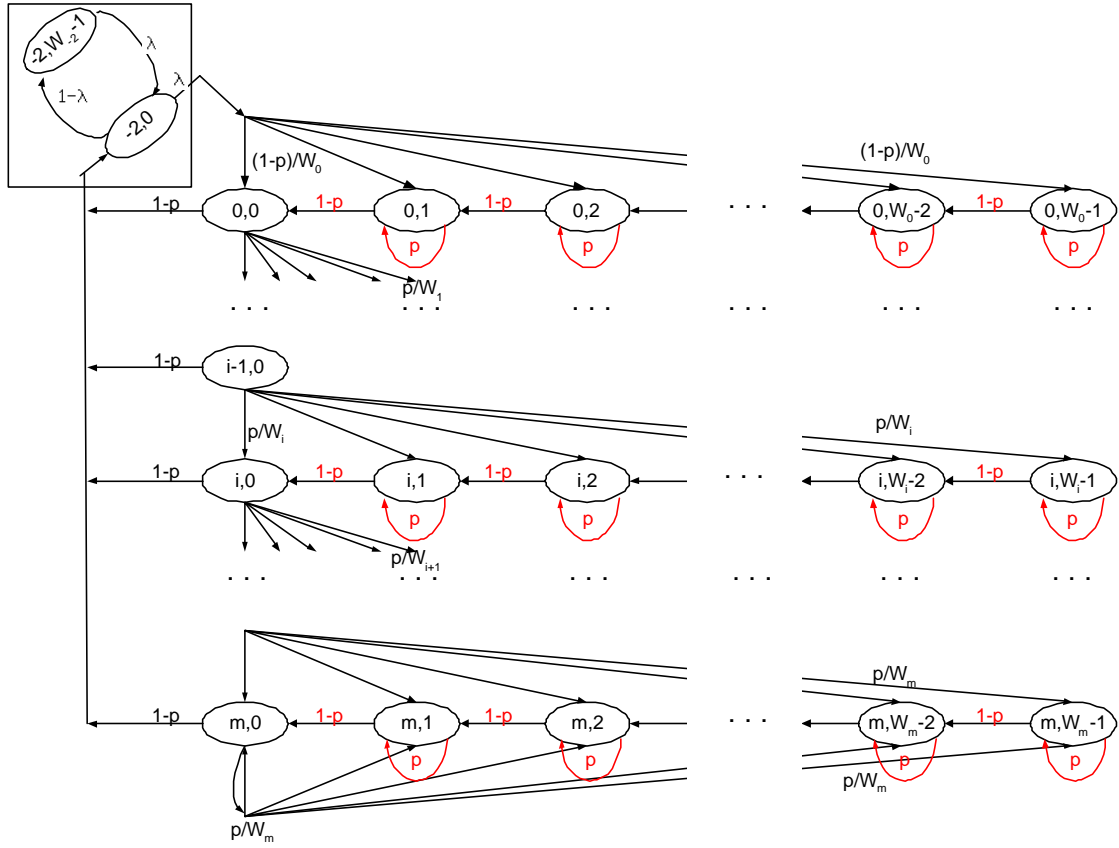 -2,W₋₂-1
λ
λ
1-λ
-2,0
(1-p)/W₀
(1-p)/W₀
1-p
0,0
1-p
0,1
1-p
0,2
. . .
0,W₀-2
1-p
0,W₀-1
p
p
p
p
p/W₁
. . .
. . .
. . .
. . .
. . .
. . .
1-p
i-1,0
p/Wᵢ
p/Wᵢ
1-p
i,0
1-p
i,1
1-p
i,2
. . .
i,Wᵢ-2
1-p
i,Wᵢ-1
p
p
p
p
p/Wᵢ₊₁
. . .
. . .
. . .
. . .
. . .
. . .
p/Wₘ
1-p
m,0
1-p
m,1
1-p
m,2
. . .
m,Wₘ-2
1-p
m,Wₘ-1
p
p
p
p
p/Wₘ
p/Wₘ